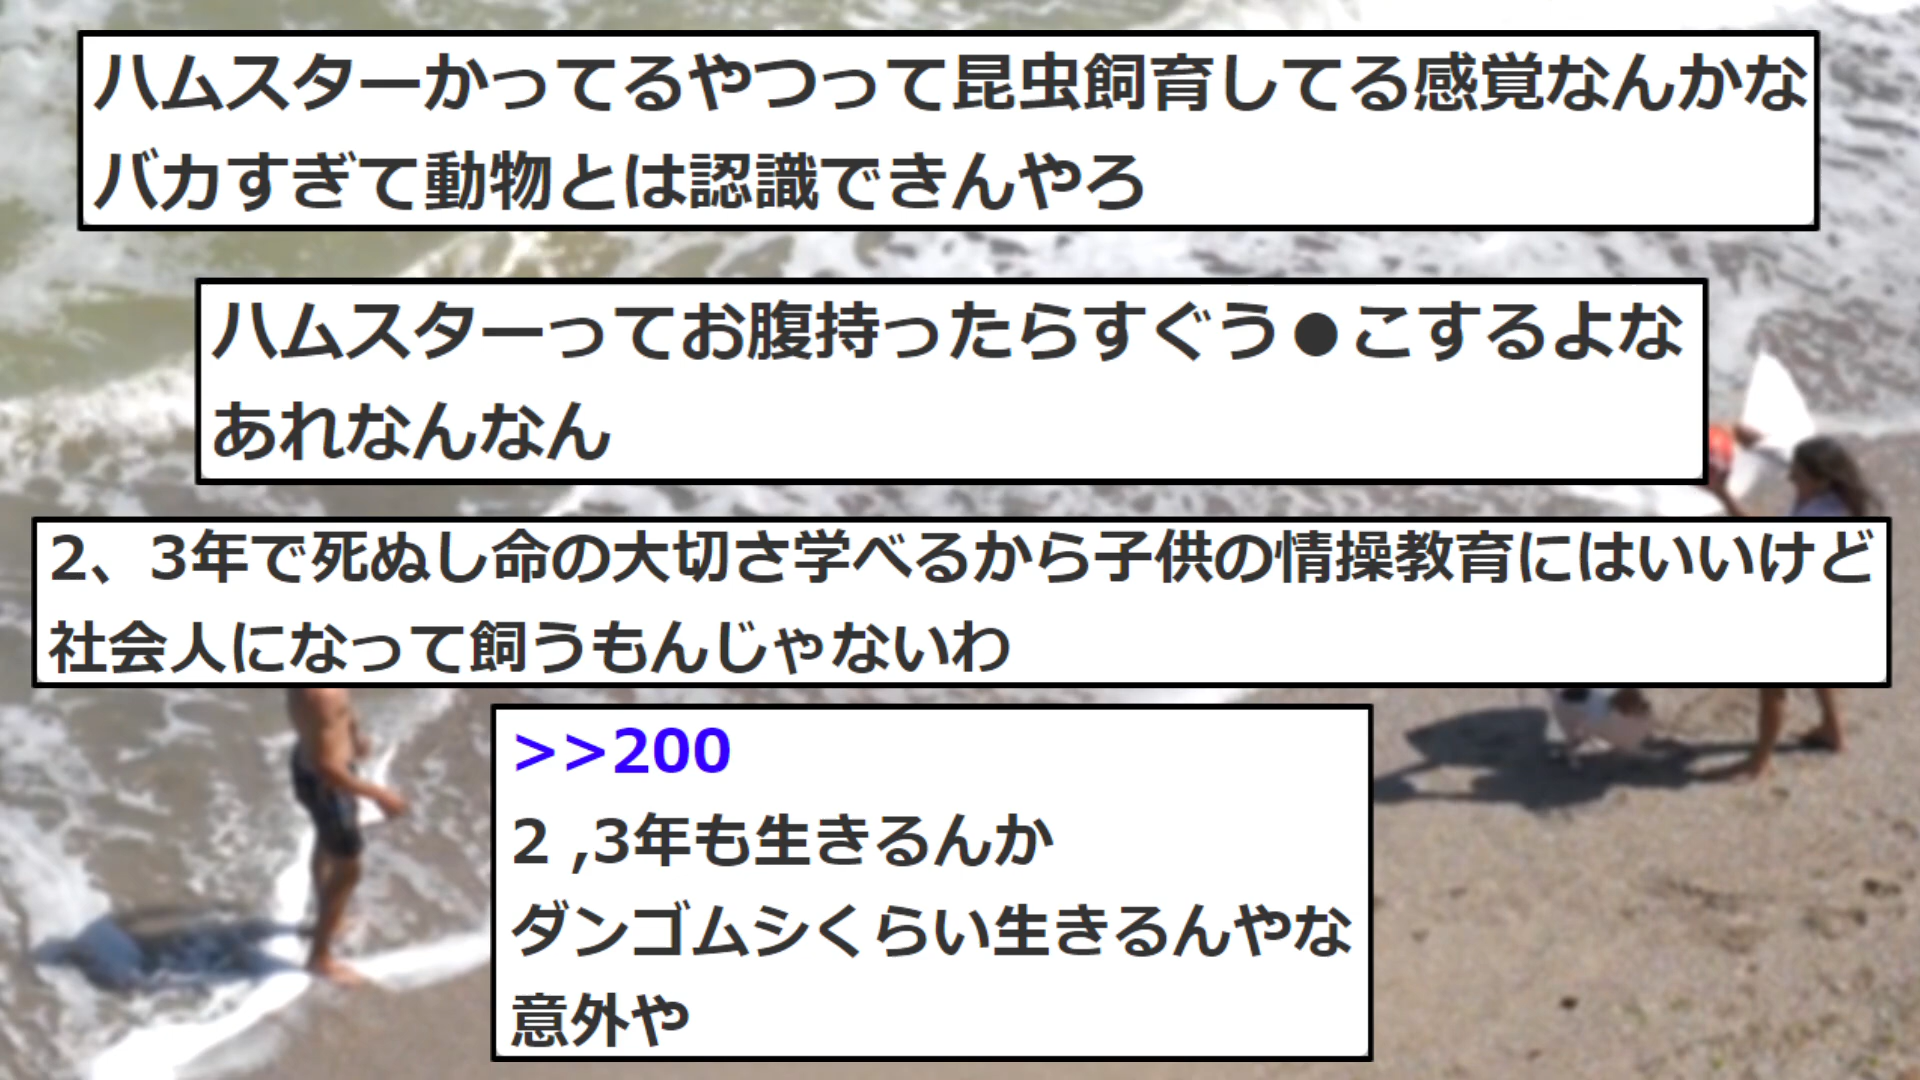 ハムスターかってるやつって昆虫飼育してる感覚なんかな
バカすぎて動物とは認識できんやろ
ハムスターってお腹持ったらすぐう●こするよな
あれなんなん
2、3年で死ぬし命の大切さ学べるから子供の情操教育にはいいけど
社会人になって飼うもんじゃないわ
>>200
2 ,3年も生きるんか
ダンゴムシくらい生きるんやな
意外や